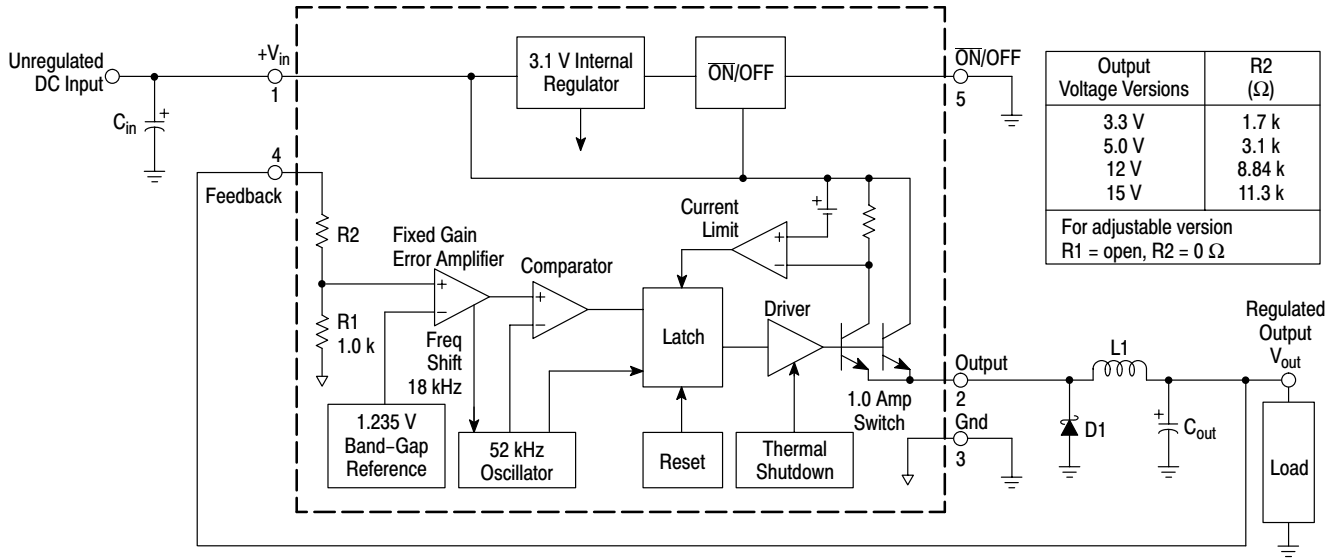 Unregulated
DC Input
Cin
+
+Vin
1
4
Feedback
3.1 V Internal
Regulator
ON/OFF
ON/OFF
5
R2
R1
1.0 k
Fixed Gain
Error Amplifier
+
−
Freq
Shift
18 kHz
Comparator
+
−
Current
Limit
+
−
+
Latch
Driver
1.235 V
Band−Gap
Reference
52 kHz
Oscillator
Reset
Thermal
Shutdown
1.0 Amp
Switch
Output
2
Gnd
3
D1
L1
+
Cout
Regulated
Output
Vout
Load
Output
Voltage Versions
R2
(Ω)
3.3 V 1.7 k
5.0 V 3.1 k
12 V 8.84 k
15 V 11.3 k
For adjustable version
R1 = open, R2 = 0 Ω